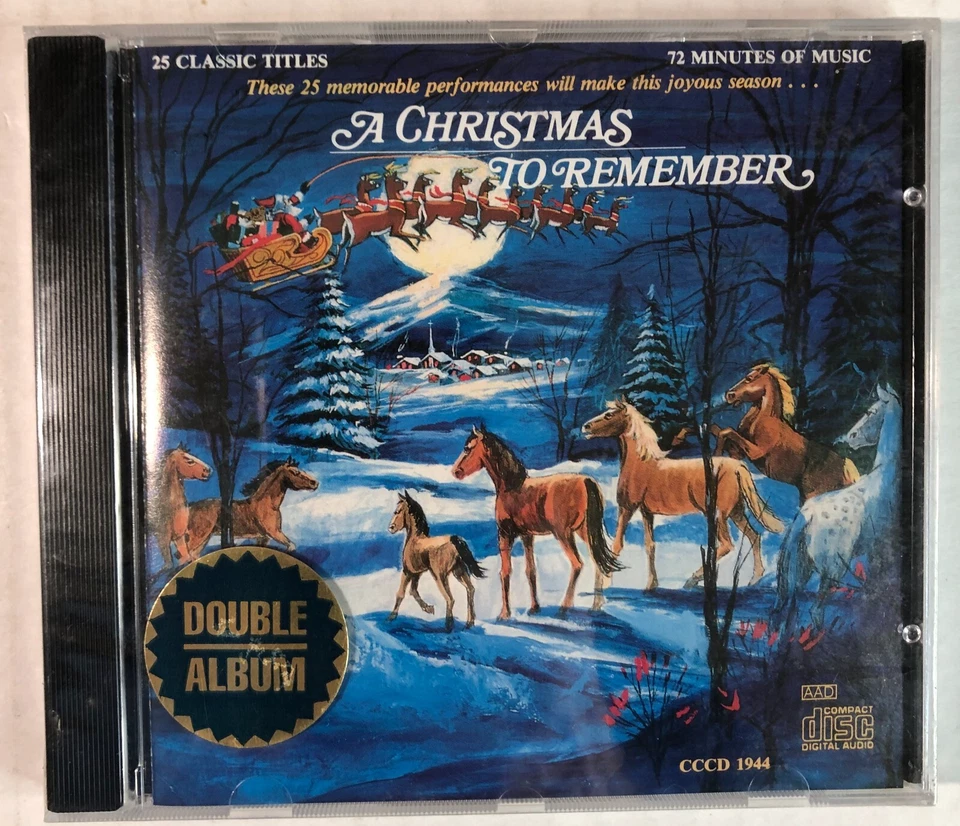 25 CLASSIC TITLES
72 MINUTES OF MUSIC
These 25 memorable performances will make this joyous season . . .
A CHRISTMAS
TO REMEMBER
DOUBLE
ALBUM
AAD
COMPACT
disc
DIGITAL AUDIO
CCCD 1944